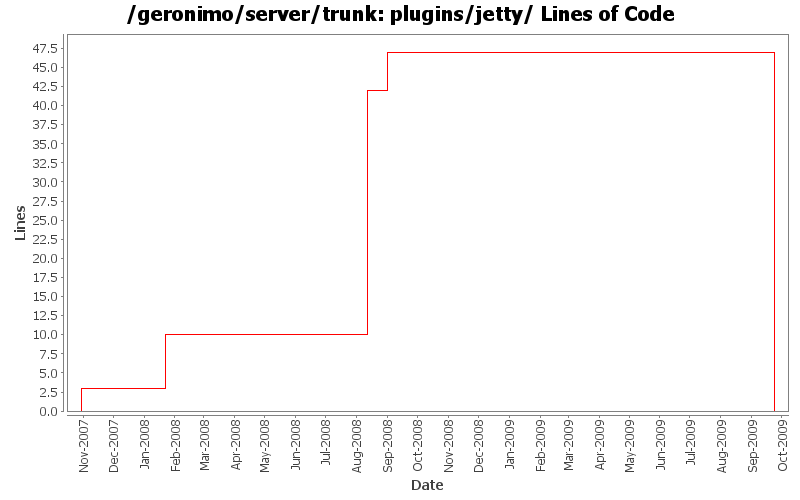 /geronimo/server/trunk: plugins/jetty/ Lines of Code
47.5
45.0
42.5
40.0
37.5
35.0
32.5
30.0
27.5
25.0
22.5
20.0
17.5
15.0
12.5
10.0
7.5
5.0
2.5
0.0
Lines
Nov-2007
Dec-2007
Jan-2008
Feb-2008
Mar-2008
Apr-2008
May-2008
Jun-2008
Jul-2008
Aug-2008
Sep-2008
Oct-2008
Nov-2008
Dec-2008
Jan-2009
Feb-2009
Mar-2009
Apr-2009
May-2009
Jun-2009
Jul-2009
Aug-2009
Sep-2009
Oct-2009
Date